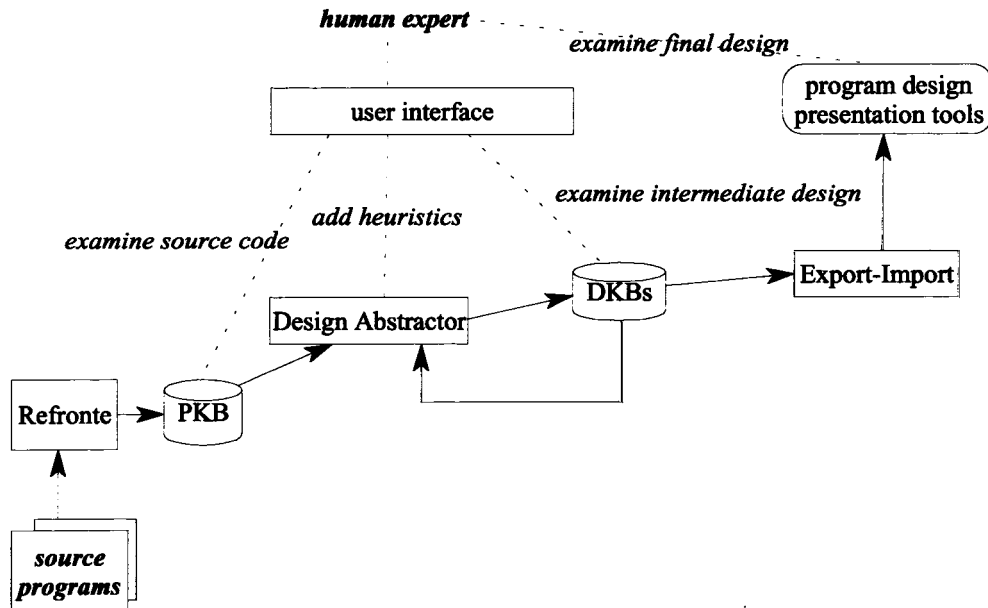 human expert
examine final design
program design
presentation tools
user interface
examine intermediate design
add heuristics
examine source code
Export-Import
DKBs
Design Abstractor
Refronte
PKB
source
programs